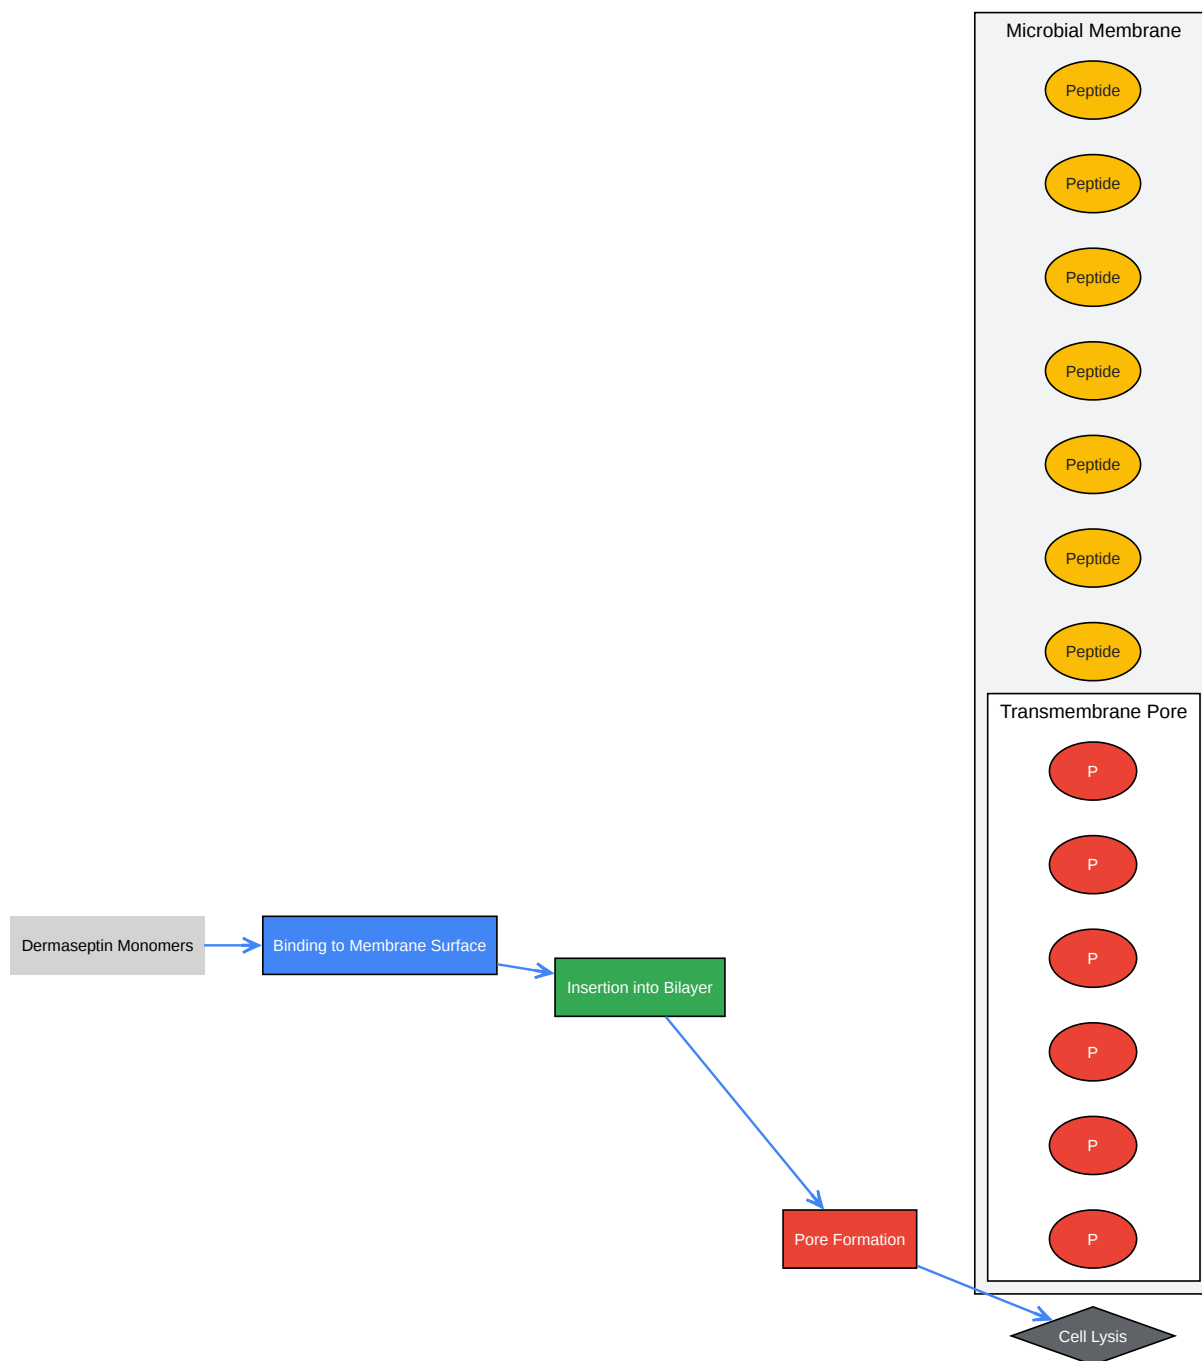 Microbial Membrane
Peptide
Peptide
Peptide
Peptide
Peptide
Peptide
Peptide
Transmembrane Pore
P
P
P
P
P
P
Dermaseptin Monomers
Binding to Membrane Surface
Insertion into Bilayer
Pore Formation
Cell Lysis